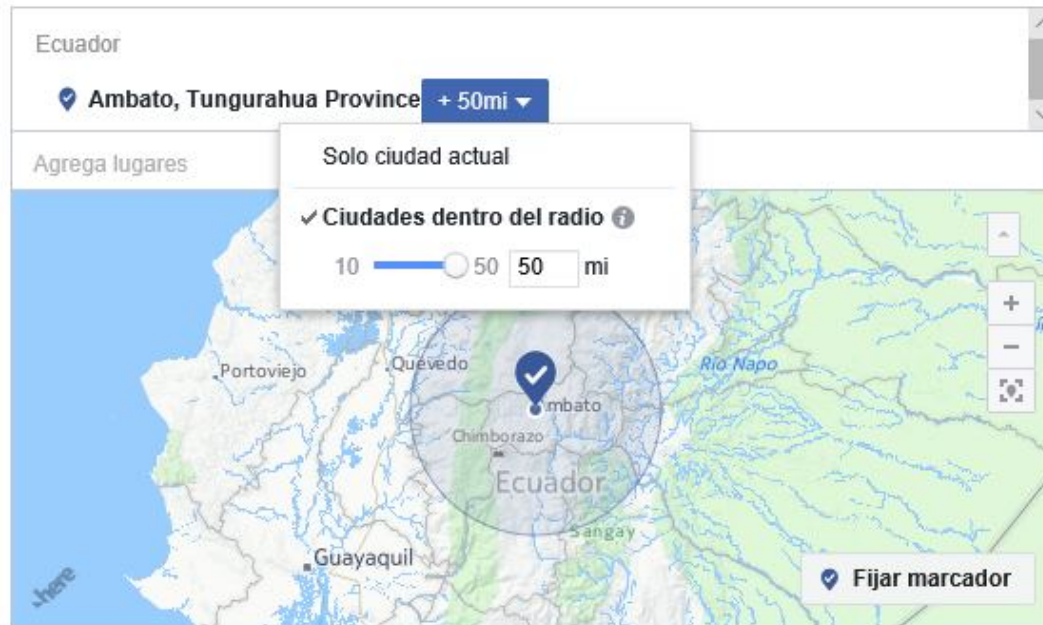 Ecuador
Ambato, Tungurahua Province + 50mi
Solo ciudad actual
Agrega lugares
Ciudades dentro del radio
10 50 50 mi
Portoviejo
Quevedo
Río Napo
mbato
Chimborazo
Ecuador
Sangay
Guayaquil
here
Fijar marcador